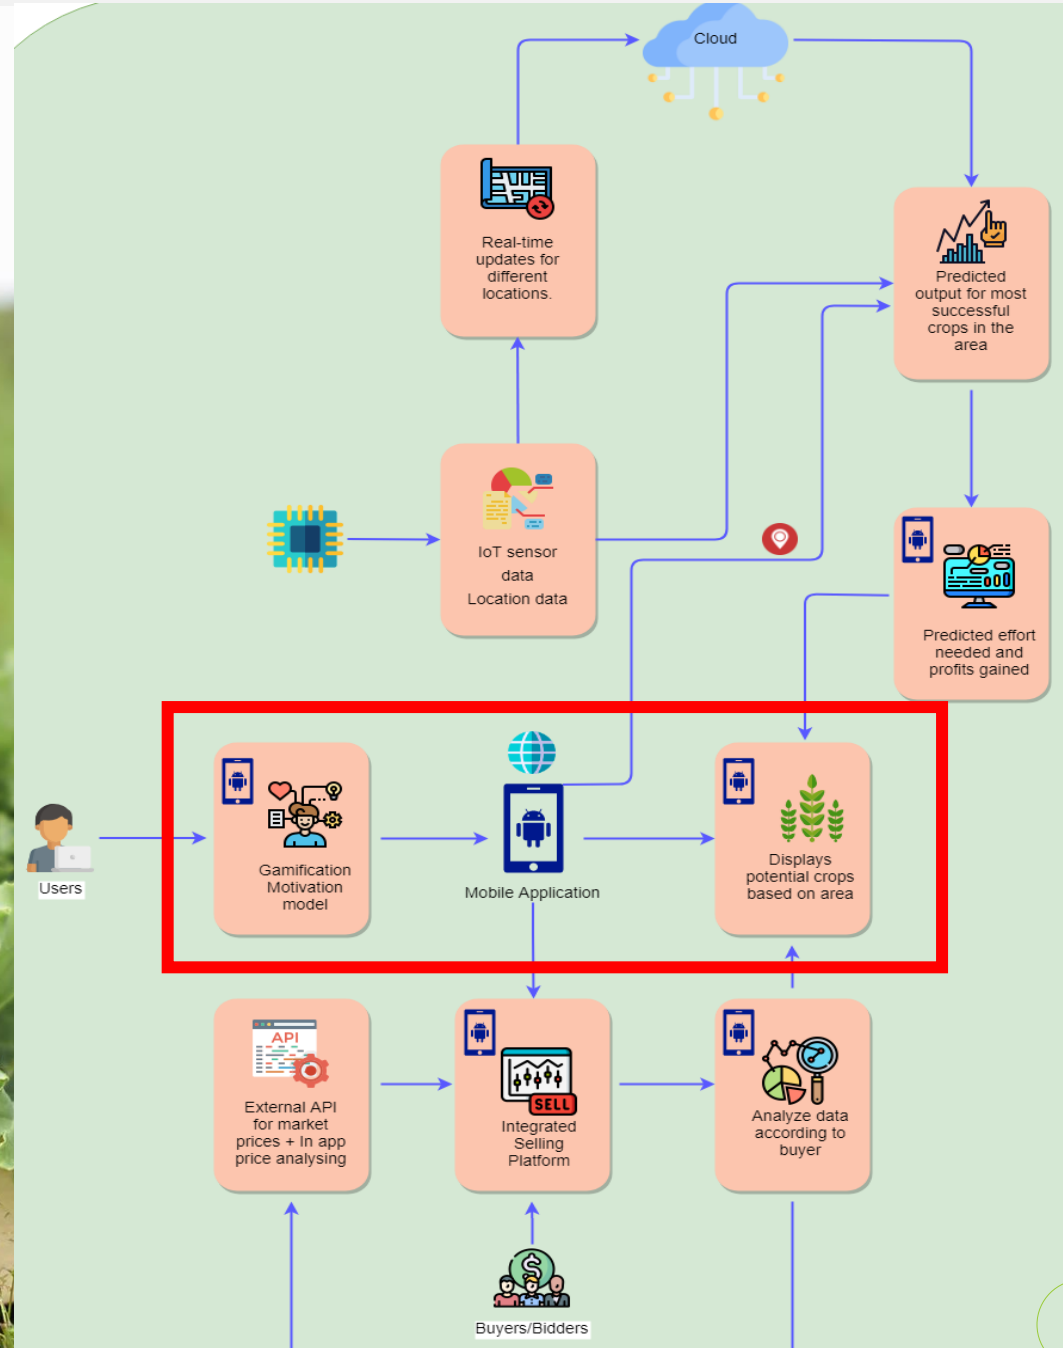 Cloud
Real-time
updates for
different
locations.
Predicted
output for most
successful
crops in the
area
IoT sensor
data
Location data
Predicted effort
needed and
profits gained
Users
Gamification
Motivation
model
Mobile Application
Displays
potential crops
based on area
API
External API
for market
prices + In app
price analysing
SELL
Integrated
Selling
Platform
Analyze data
according to
buyer
Buyers/Bidders